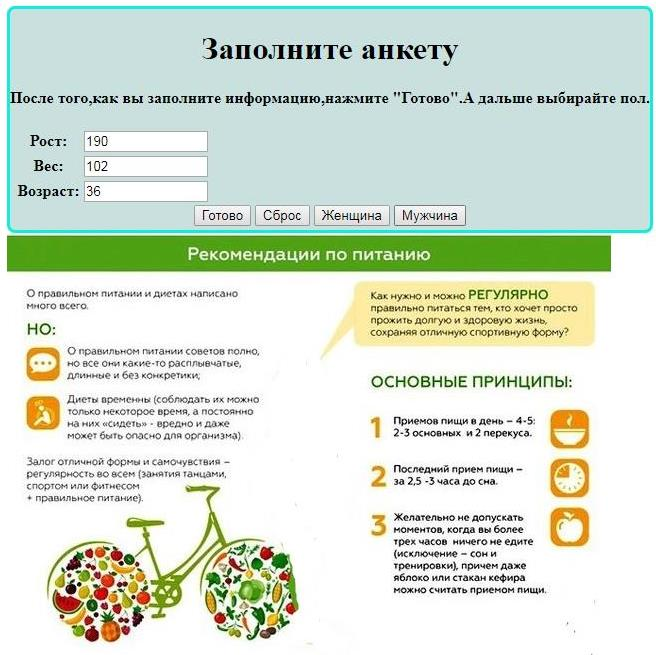 Заполните анкету
После того,как вы заполните информацию,нажмите "Готово".А дальше выбирайте пол.
Рост: 190
Вес: 102
Возраст: 36
Готово Сброс Женщина Мужчина
Рекомендации по питанию
О правильном питании и диетах написано
много всего.
НО:
О правильном питании советов полно,
но все они какие-то расплывчатые,
длинные и без конкретики;
Диеты временны (соблюдать их можно
только некоторое время, а постоянно
на них «сидеть» - вредно и даже
может быть опасно для организма).
Залог отличной формы и самочувствия –
регулярность во всем (занятия танцами,
спортом или фитнесом
+ правильное питание).
Как нужно и можно РЕГУЛЯРНО
правильно питаться тем, кто хочет просто
прожить долгую и здоровую жизнь,
сохраняя отличную спортивную форму?
ОСНОВНЫЕ ПРИНЦИПЫ:
1 Приемов пищи в день – 4-5:
2-3 основных и 2 перекуса.
2 Последний прием пищи –
за 2,5 -3 часа до сна.
3 Желательно не допускать
моментов, когда вы более
трех часов ничего не едите
(исключение – сон и
тренировки), причем даже
яблоко или стакан кефира
можно считать приемом пищи.